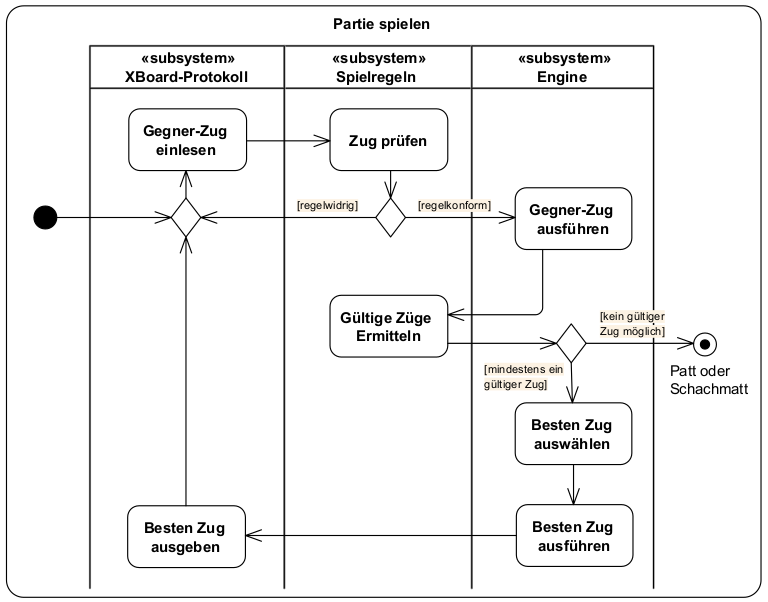 Partie spielen
«subsystem»
XBoard-Protokoll
«subsystem»
Spielregeln
«subsystem»
Engine
Gegner-Zug
einlesen
Zug prüfen
[regelwidrig]
[regelkonform]
Gegner-Zug
ausführen
Gültige Züge
Ermitteln
[kein gültiger
Zug möglich]
Patt oder
Schachmatt
[mindestens ein
gültiger Zug]
Besten Zug
auswählen
Besten Zug
ausführen
Besten Zug
ausgeben